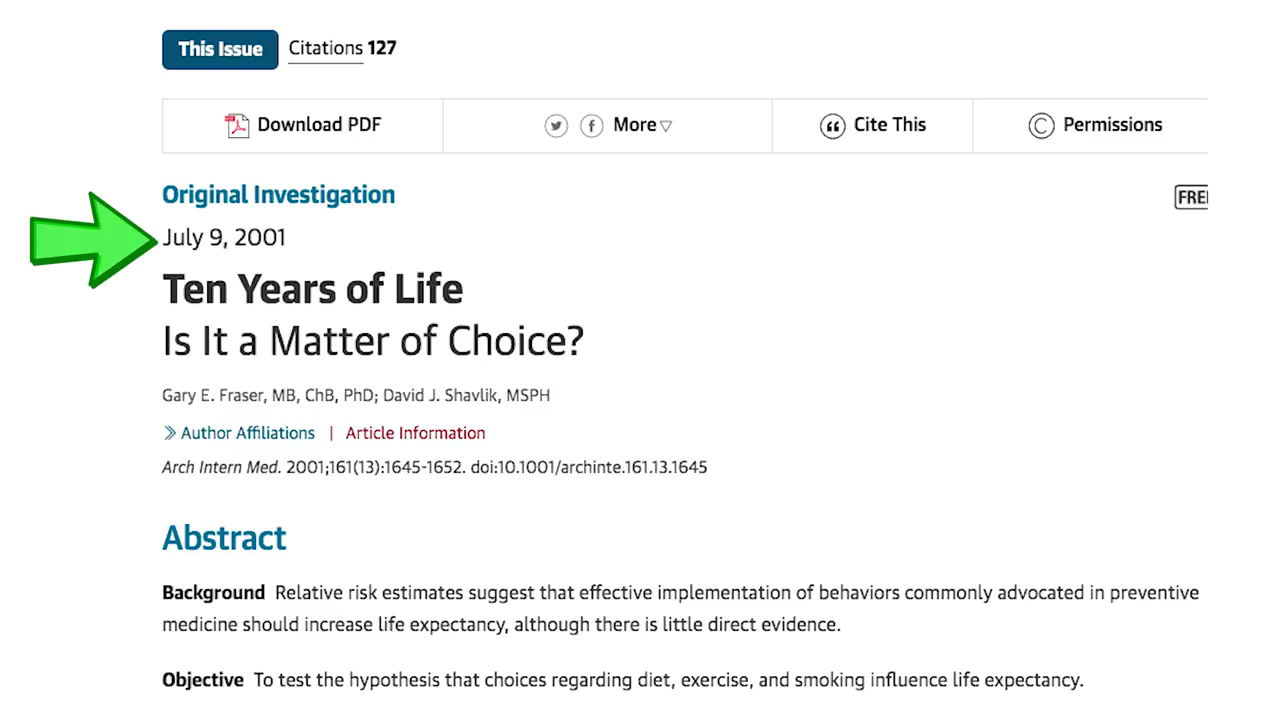 This Issue Citations 127
Download PDF More Cite This Permissions
Original Investigation
July 9, 2001
Ten Years of Life
Is It a Matter of Choice?
Gary E. Fraser, MB, ChB, PhD; David J. Shavlik, MSPH
Author Affiliations | Article Information
Arch Intern Med. 2001;161(13):1645-1652. doi:10.1001/archinte.161.13.1645
Abstract
Background Relative risk estimates suggest that effective implementation of behaviors commonly advocated in preventive
medicine should increase life expectancy, although there is little direct evidence.
Objective To test the hypothesis that choices regarding diet, exercise, and smoking influence life expectancy.